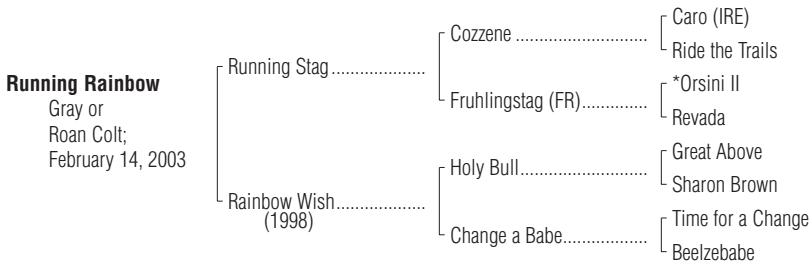 Running Rainbow
Gray or
Roan Colt;
February 14, 2003
Running Stag....................
Rainbow Wish...................
(1998)
Cozzene .......................
Fruhlingstag (FR)..............
Holy Bull......................
Change a Babe..................
Caro (IRE)
Ride the Trails
*Orsini II
Revada
Great Above
Sharon Brown
Time for a Change
Beelzebabe